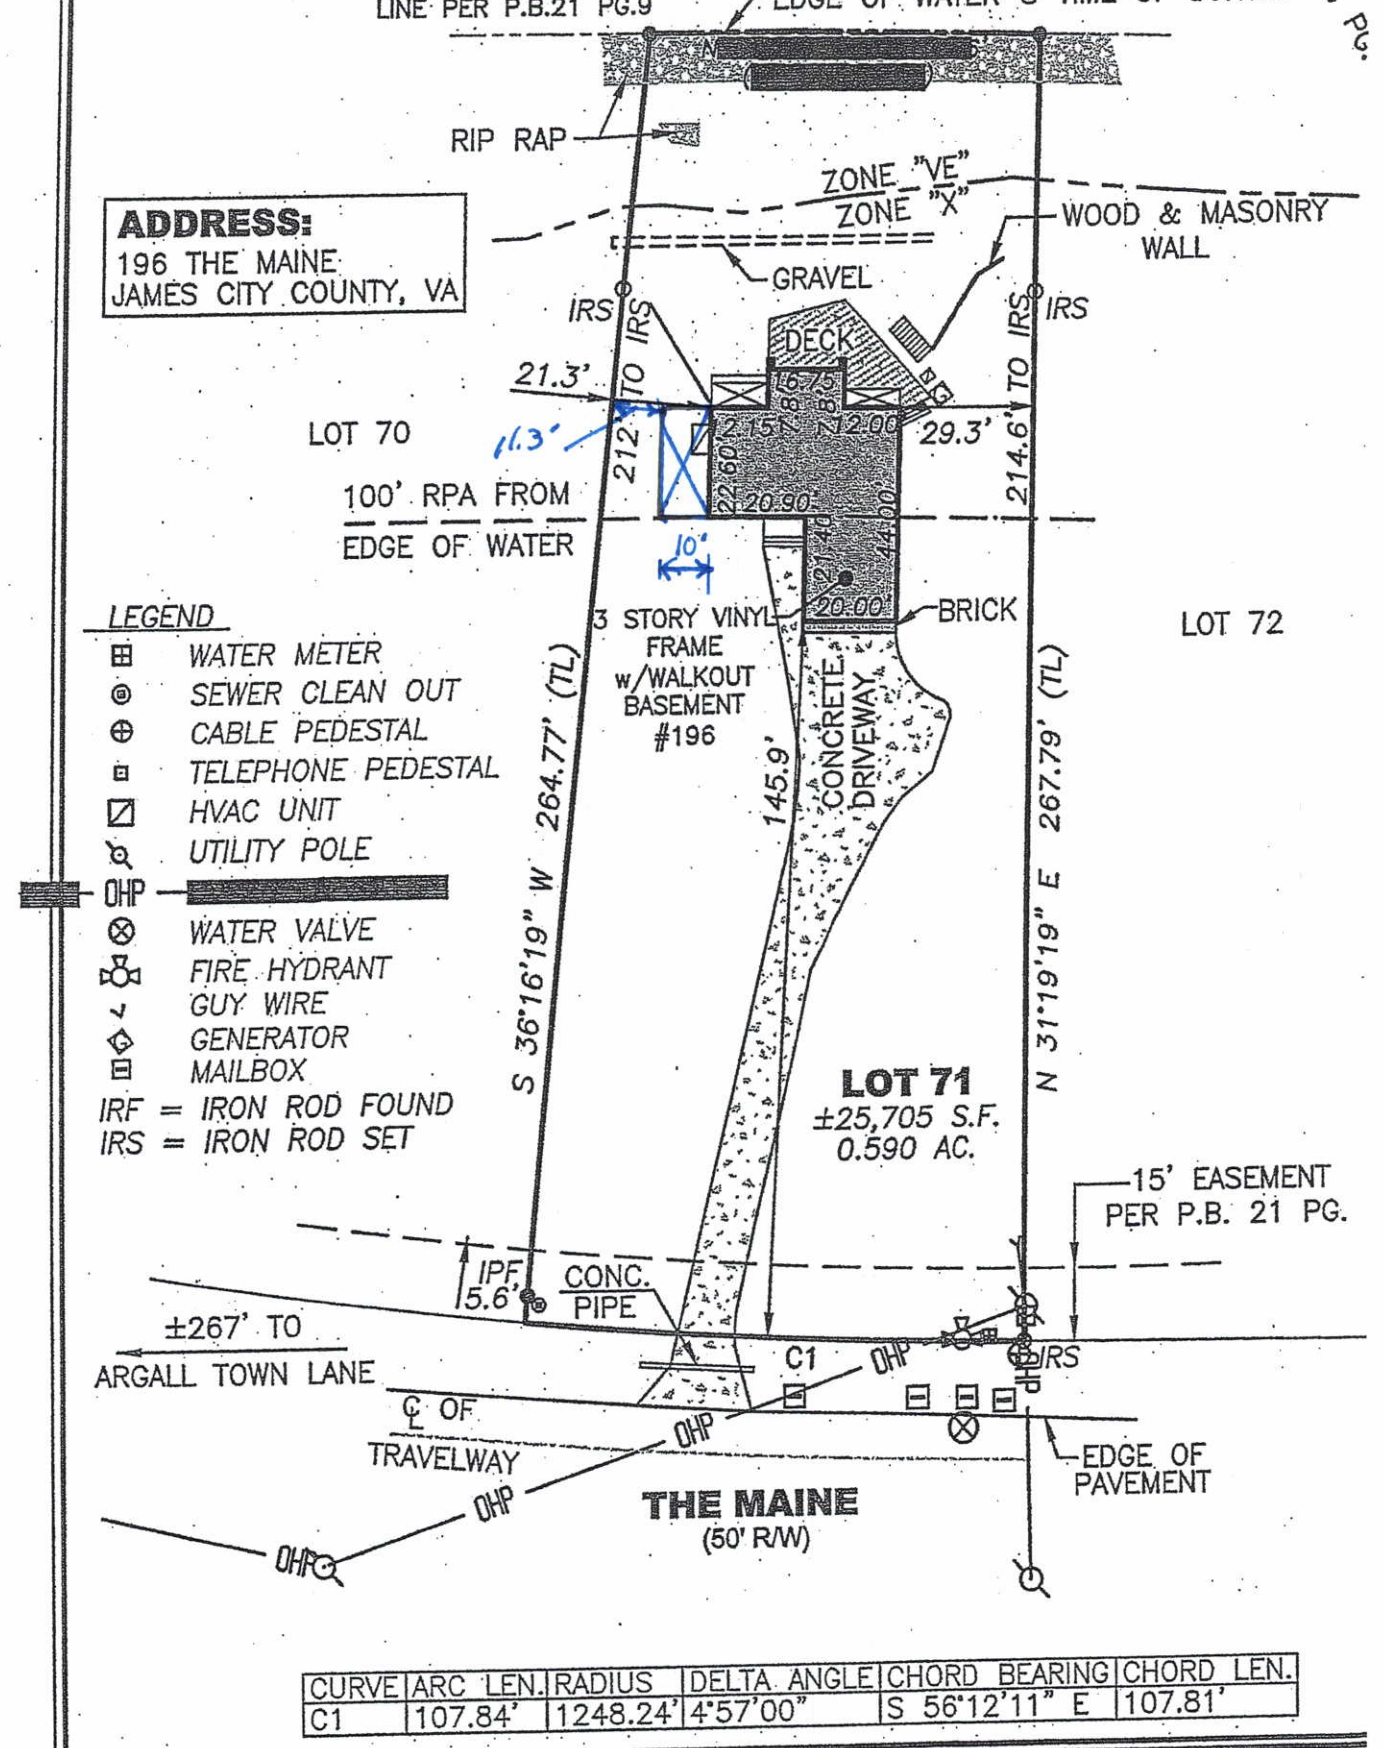 LINE PER P.B.21 PG.9
EDGE OF WATER
PG.
RIP RAP
ZONE "VE"
ZONE "X"
WOOD & MASONRY
WALL
ADDRESS:
196 THE MAINE
JAMES CITY COUNTY, VA
GRAVEL
IRS
IRS
DECK
21.3'
212' TO IRS
214.6' TO IRS
16.75
7.8
7.8
12.15
12.00
29.3'
LOT 70
11.3'
22.60'
20.90
44.00'
100' RPA FROM
EDGE OF WATER
10'
21.40
20.00'
BRICK
3 STORY VINYL
FRAME
w/WALKOUT
BASEMENT
#196
LOT 72
LEGEND
WATER METER
SEWER CLEAN OUT
CABLE PEDESTAL
TELEPHONE PEDESTAL
HVAC UNIT
UTILITY POLE
OHP
WATER VALVE
FIRE HYDRANT
GUY WIRE
G GENERATOR
MAILBOX
IRF = IRON ROD FOUND
IRS = IRON ROD SET
S 36°16'19" W 264.77' (TL)
145.9'
CONCRETE
DRIVEWAY
N 31°19'19" E 267.79' (TL)
LOT 71
±25,705 S.F.
0.590 AC.
15' EASEMENT
PER P.B. 21 PG.
IPF
5.6'
CONC.
PIPE
±267' TO
ARGALL TOWN LANE
C1
OHP
IRS
OHP
℄ OF
TRAVELWAY
OHP
OHP
EDGE OF
PAVEMENT
THE MAINE
(50' R/W)
OHP
CURVE ARC LEN. RADIUS DELTA ANGLE CHORD BEARING CHORD LEN.
C1 107.84' 1248.24' 4°57'00" S 56°12'11" E 107.81'